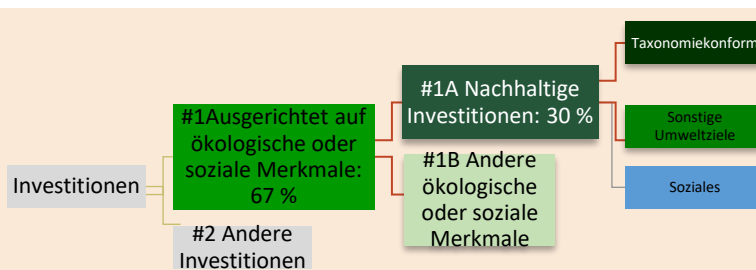 Investitionen
#1Ausgerichtet auf
ökologische oder
soziale Merkmale:
67 %
#2 Andere
Investitionen
#1A Nachhaltige
Investitionen: 30 %
#1B Andere
ökologische
oder soziale
Merkmale
Taxonomiekonform
Sonstige
Umweltziele
Soziales